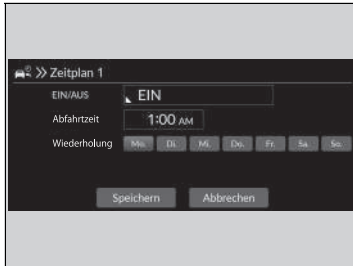 Zeitplan 1
EIN/AUS EIN
Abfahrtzeit 1:00 AM
Wiederholung Mo. Di. Mi. Do. Fr. Sa. So.
Speichern Abbrechen